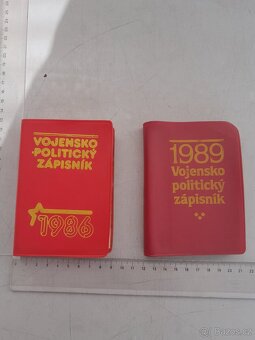 VOJENSKO
POLITICKÝ
ZÁPISNÍK
1986
1989
Vojensko
politický
zápisník